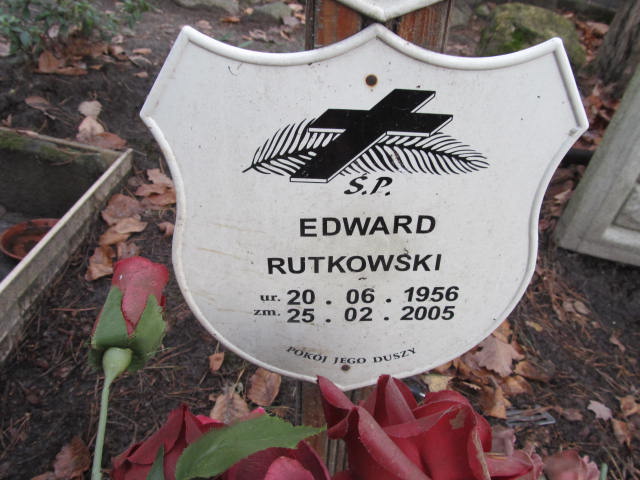 Ś.P.
EDWARD
RUTKOWSKI
ur. 20 . 06 . 1956
zm. 25 . 02 . 2005
POKÓJ JEGO DUSZY